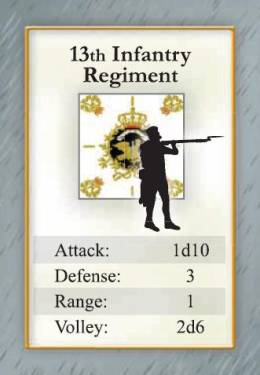 13th Infantry
Regiment
Attack: 1d10
Defense: 3
Range: 1
Volley: 2d6